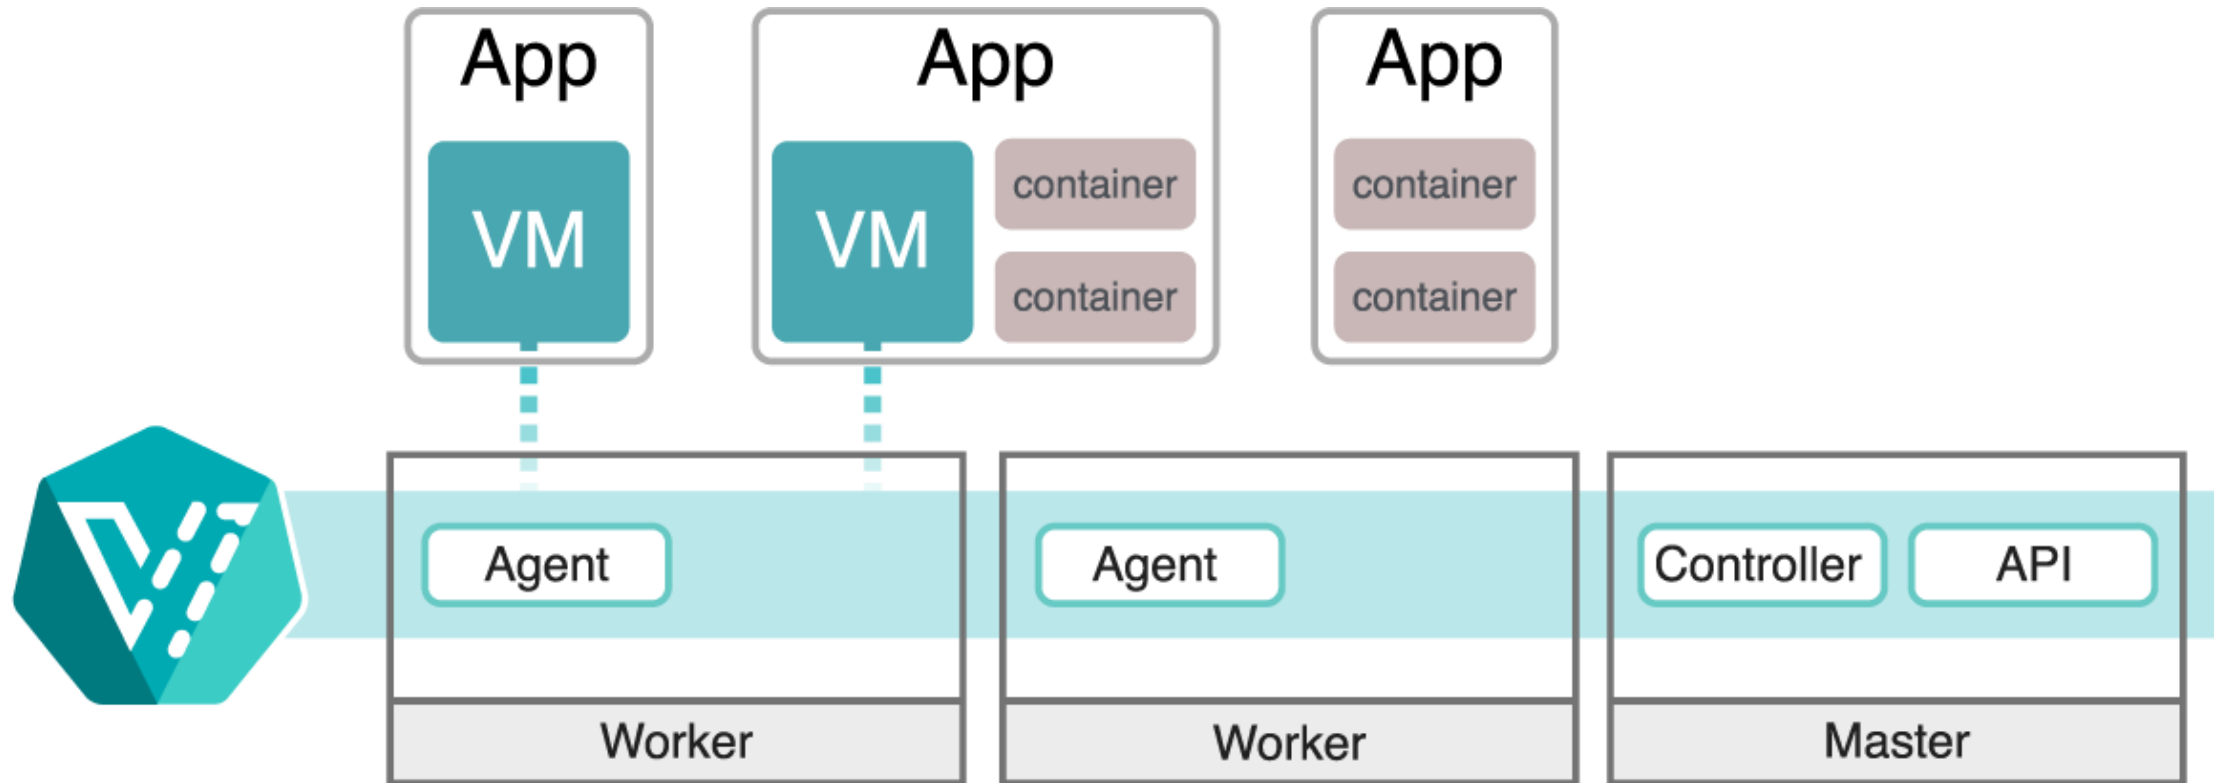 App
VM
App
VM
container
container
App
container
container
Agent
Agent
Controller
API
Worker
Worker
Master